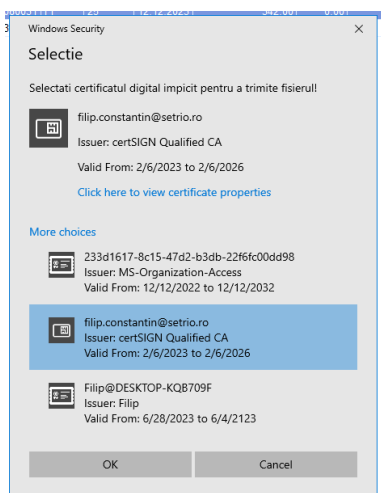 Windows Security
Selectie
Selectati certificatul digital implicit pentru a trimite fisierul!
filip.constantin@setrio.ro
Issuer: certSIGN Qualified CA
Valid From: 2/6/2023 to 2/6/2026
Click here to view certificate properties
More choices
233d1617-8c15-47d2-b3db-22f6fc00dd98
Issuer: MS-Organization-Access
Valid From: 12/12/2022 to 12/12/2032
filip.constantin@setrio.ro
Issuer: certSIGN Qualified CA
Valid From: 2/6/2023 to 2/6/2026
Filip@DESKTOP-KQB709F
Issuer: Filip
Valid From: 6/28/2023 to 6/4/2123
OK
Cancel